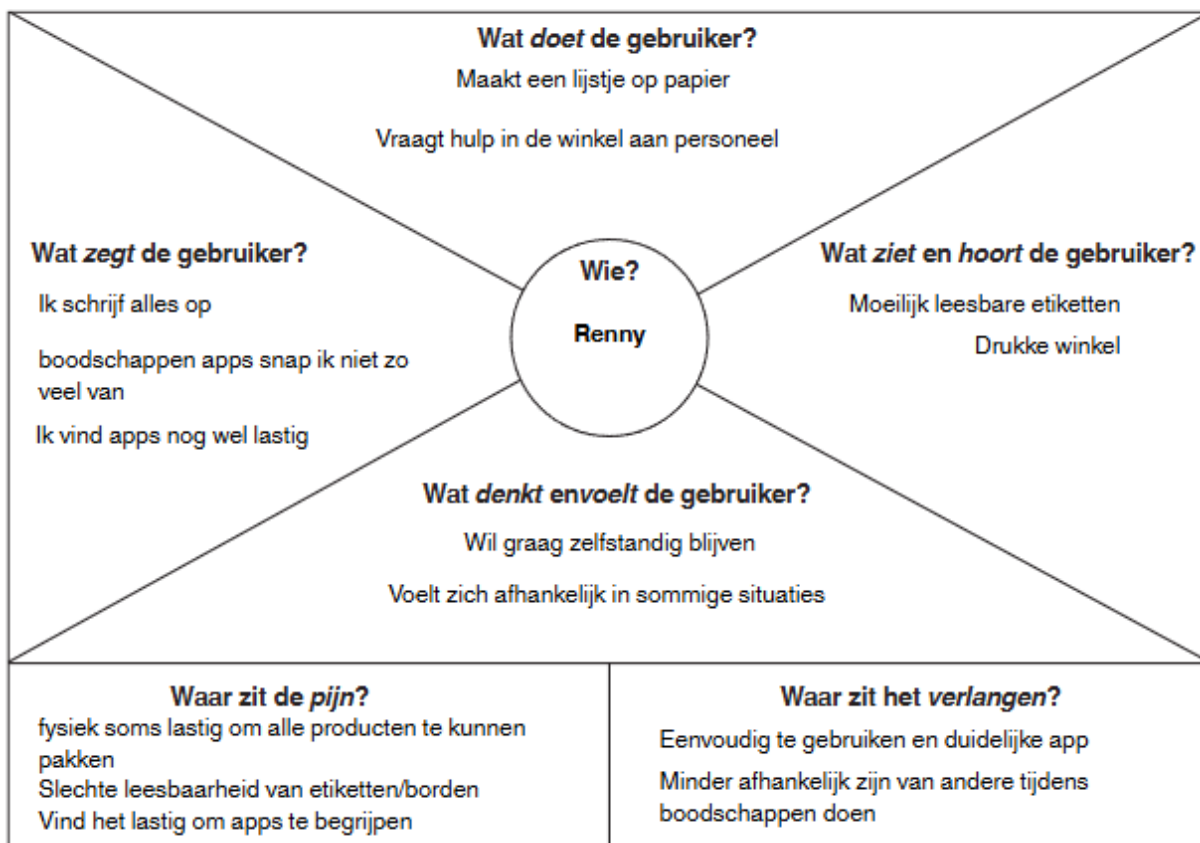 Wat doet de gebruiker?
Maakt een lijstje op papier
Vraagt hulp in de winkel aan personeel
Wat zegt de gebruiker?
Ik schrijf alles op
boodschappen apps snap ik niet zo
veel van
Ik vind apps nog wel lastig
Wie?
Renny
Wat ziet en hoort de gebruiker?
Moeilijk leesbare etiketten
Drukke winkel
Wat denkt envoelt de gebruiker?
Wil graag zelfstandig blijven
Voelt zich afhankelijk in sommige situaties
Waar zit de pijn?
fysiek soms lastig om alle producten te kunnen
pakken
Slechte leesbaarheid van etiketten/borden
Vind het lastig om apps te begrijpen
Waar zit het verlangen?
Eenvoudig te gebruiken en duidelijke app
Minder afhankelijk zijn van andere tijdens
boodschappen doen